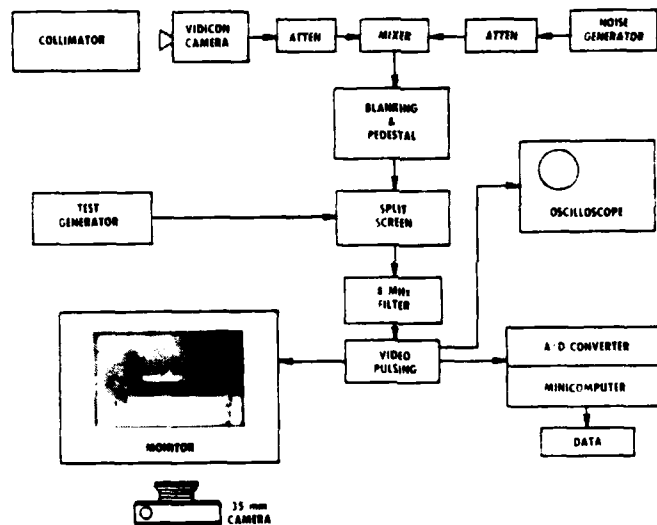 COLLIMATOR
VIDICON
CAMERA
ATTEN
MIXER
ATTEN
NOISE
GENERATOR
BLANKING
&
PEDESTAL
TEST
GENERATOR
SPLIT
SCREEN
OSCILLOSCOPE
8 MHz
FILTER
VIDEO
PULSING
A/D CONVERTER
MINICOMPUTER
DATA
MONITOR
35 mm
CAMERA